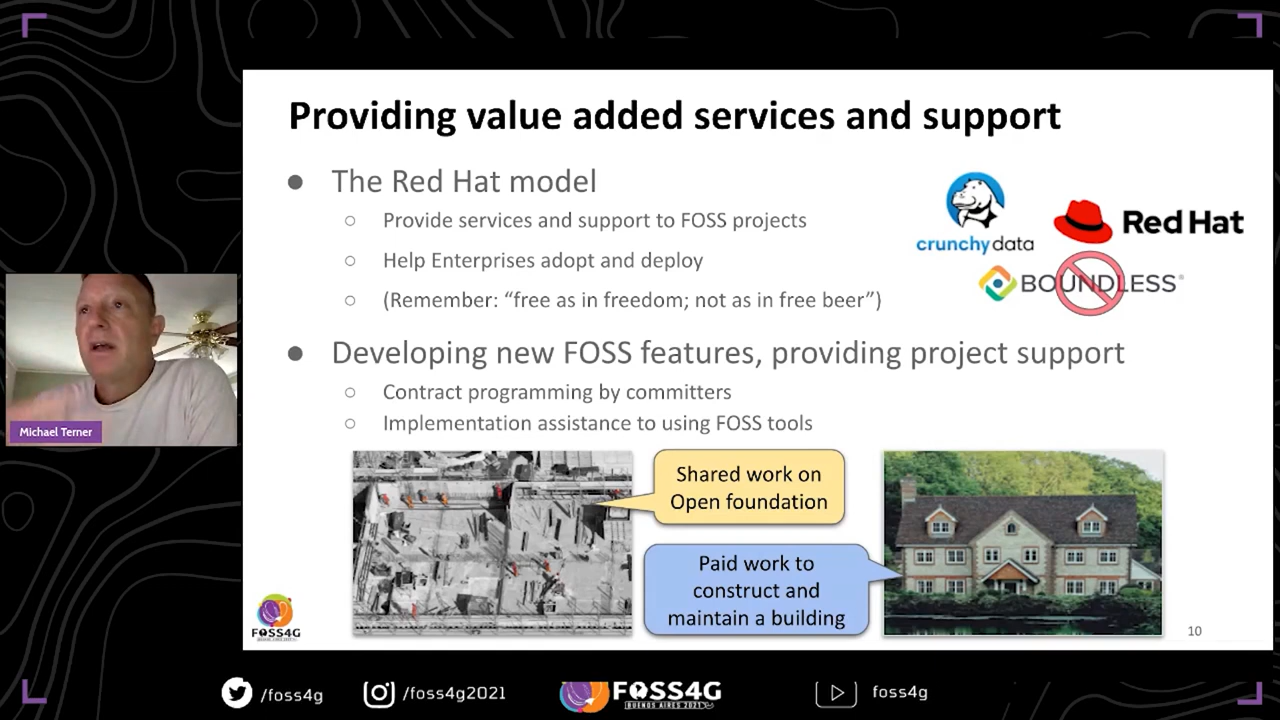 Providing value added services and support
● The Red Hat model
○ Provide services and support to FOSS projects
○ Help Enterprises adopt and deploy
○ (Remember: “free as in freedom; not as in free beer”)
crunchydata
Red Hat
BOUNDLESS
● Developing new FOSS features, providing project support
○ Contract programming by committers
○ Implementation assistance to using FOSS tools
Shared work on
Open foundation
Paid work to
construct and
maintain a building
Michael Terner
FOSS4G
BUENOS AIRES 2021
10
/foss4g
/foss4g2021
FOSS4G
BUENOS AIRES 2021
foss4g